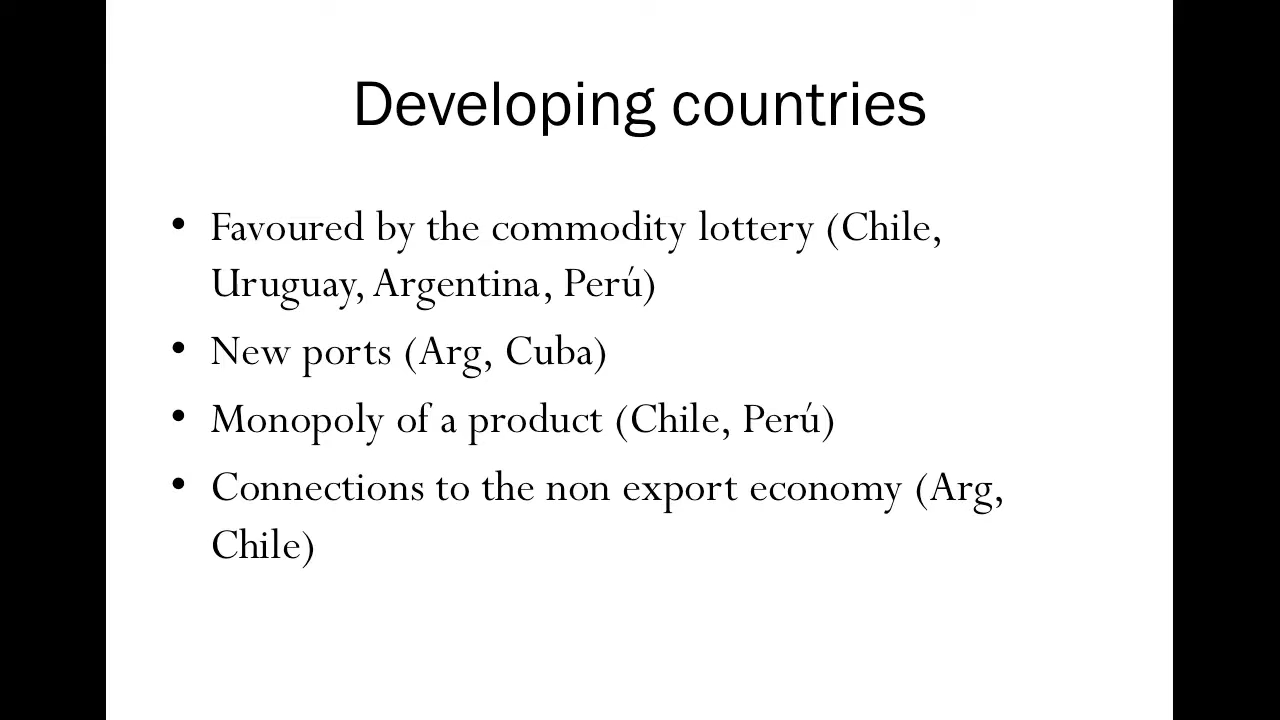 Developing countries
• Favoured by the commodity lottery (Chile,
Uruguay, Argentina, Perú)
• New ports (Arg, Cuba)
• Monopoly of a product (Chile, Perú)
• Connections to the non export economy (Arg,
Chile)